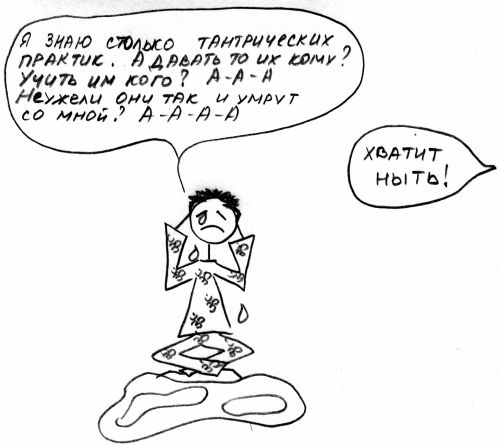 Я ЗНАЮ СТОЛЬКО ТАНТРИЧЕСКИХ
ПРАКТИК. А ДАВАТЬ ТО ИХ КОМУ?
УЧИТЬ ИМ КОГО? А-А-А
НЕУЖЕЛИ ОНИ ТАК И УМРУТ
СО МНОЙ? А-А-А-А
ХВАТИТ
НЫТЬ!